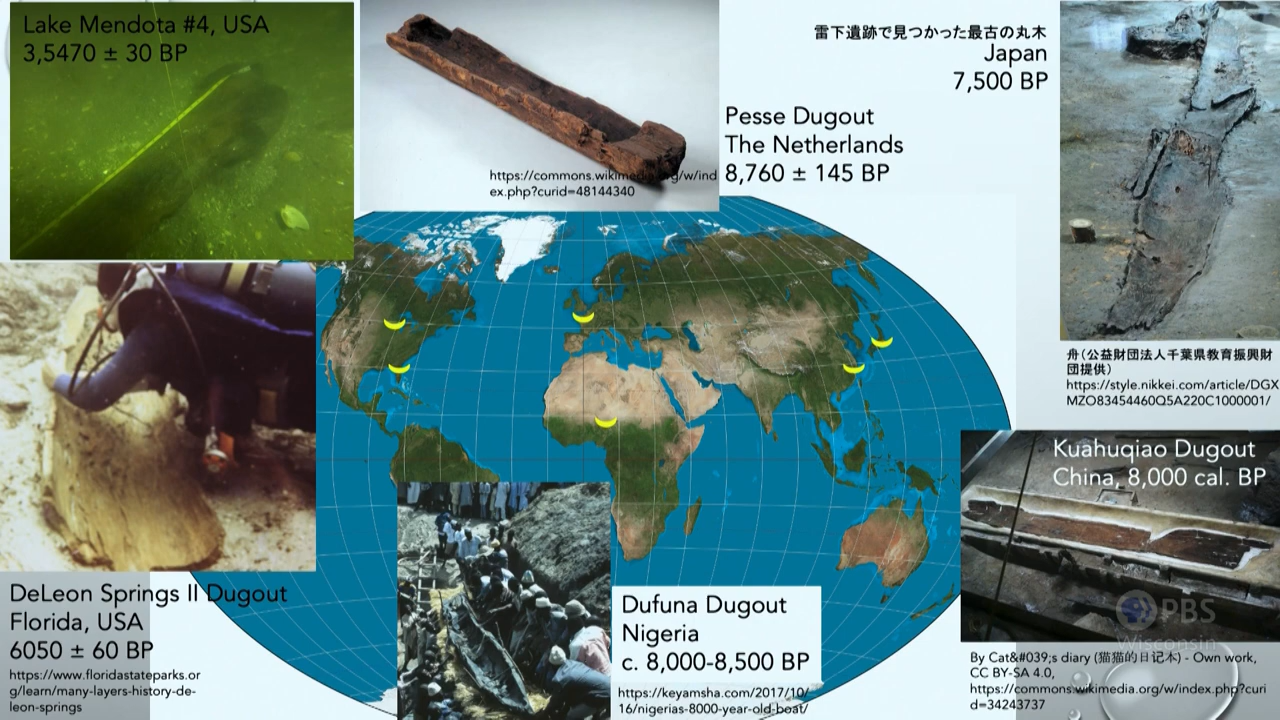 Lake Mendota #4, USA
3,5470 ± 30 BP
https://commons.wikimedia.org/w/ind
ex.php?curid=48144340
Pesse Dugout
The Netherlands
8,760 ± 145 BP
雷下遺跡で見つかった最古の丸木
Japan
7,500 BP
舟(公益財団法人千葉県教育振興財
団提供)
https://style.nikkei.com/article/DGX
MZO83454460Q5A220C1000001/
Kuahuqiao Dugout
China, 8,000 cal. BP
PBS
Wisconsin
By Cat&#039;s diary (猫猫的日记本) - Own work,
CC BY-SA 4.0,
https://commons.wikimedia.org/w/index.php?curi
d=34243737
DeLeon Springs II Dugout
Florida, USA
6050 ± 60 BP
https://www.floridastateparks.or
g/learn/many-layers-history-de-
leon-springs
Dufuna Dugout
Nigeria
c. 8,000-8,500 BP
https://keyamsha.com/2017/10/
16/nigerias-8000-year-old-boat/